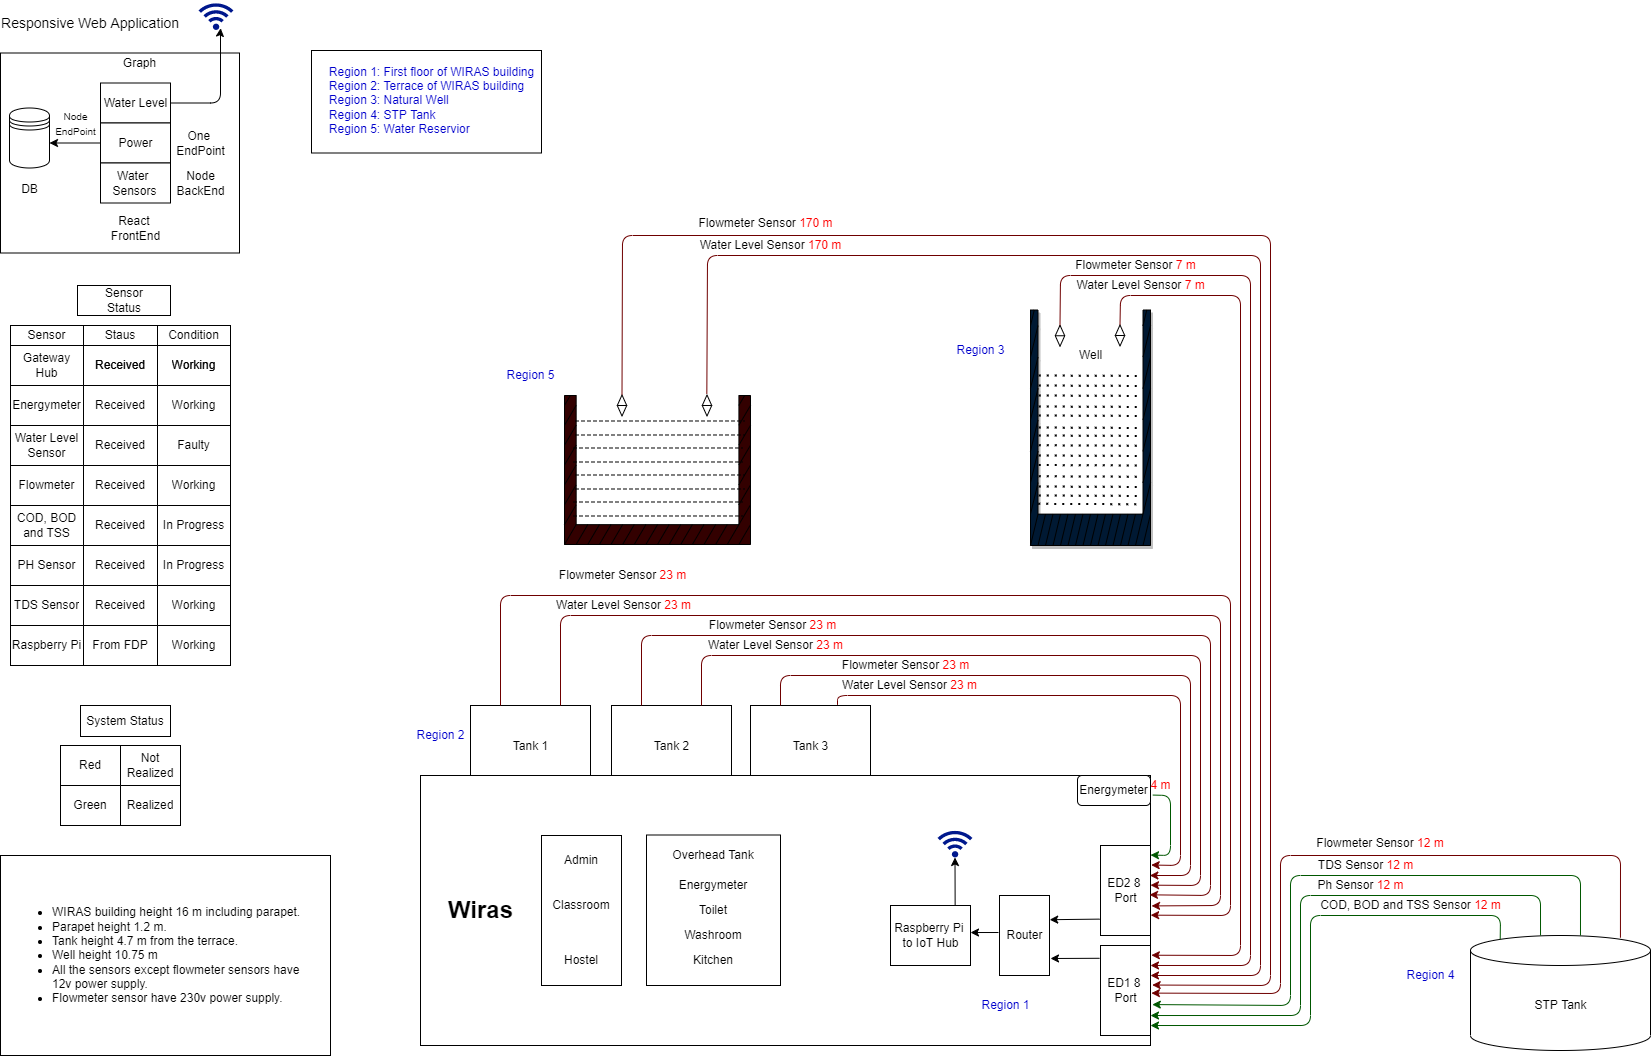 Responsive Web Application
Graph
Water Level
Node
EndPoint
Power
One
EndPoint
Water
Sensors
Node
BackEnd
DB
React
FrontEnd
Region 1: First floor of WIRAS building
Region 2: Terrace of WIRAS building
Region 3: Natural Well
Region 4: STP Tank
Region 5: Water Reservior
Sensor
Status
Sensor Staus Condition
Gateway
Hub
Received Working
Energymeter Received Working
Water Level
Sensor
Received Faulty
Flowmeter Received Working
COD, BOD
and TSS
Received In Progress
PH Sensor Received In Progress
TDS Sensor Received Working
Raspberry Pi From FDP Working
System Status
Red
Not
Realized
Green Realized
WIRAS building height 16 m including parapet.
Parapet height 1.2 m.
Tank height 4.7 m from the terrace.
Well height 10.75 m
All the sensors except flowmeter sensors have
12v power supply.
Flowmeter sensor have 230v power supply.
Flowmeter Sensor 170 m
Water Level Sensor 170 m
Flowmeter Sensor 7 m
Water Level Sensor 7 m
Region 3
Well
Region 5
Flowmeter Sensor 23 m
Water Level Sensor 23 m
Flowmeter Sensor 23 m
Water Level Sensor 23 m
Flowmeter Sensor 23 m
Water Level Sensor 23 m
Region 2
Tank 1
Tank 2
Tank 3
Energymeter
4 m
Wiras
Admin
Classroom
Hostel
Overhead Tank
Energymeter
Toilet
Washroom
Kitchen
Raspberry Pi
to IoT Hub
Router
ED2 8
Port
ED1 8
Port
Region 1
Flowmeter Sensor 12 m
TDS Sensor 12 m
Ph Sensor 12 m
COD, BOD and TSS Sensor 12 m
Region 4
STP Tank